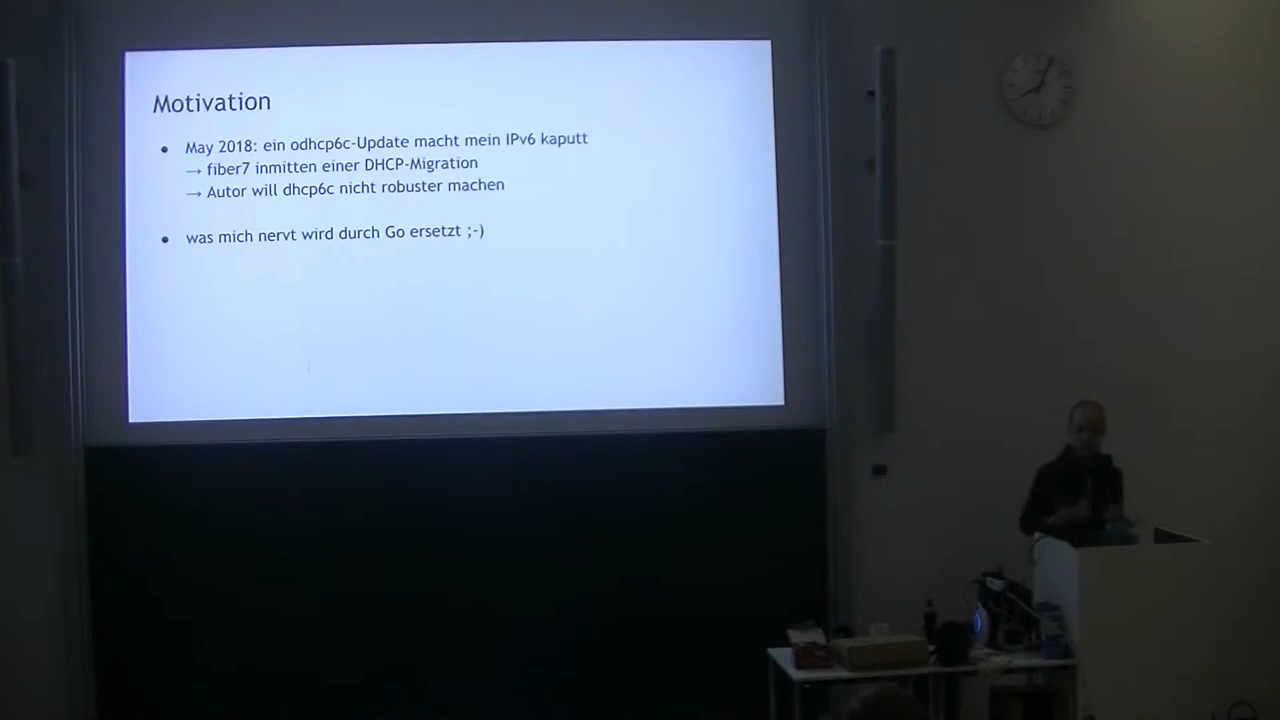 Motivation
• May 2018: ein odhcp6c-Update macht mein IPv6 kaputt
→ fiber7 inmitten einer DHCP-Migration
→ Autor will dhcp6c nicht robuster machen
• was mich nervt wird durch Go ersetzt ;-)